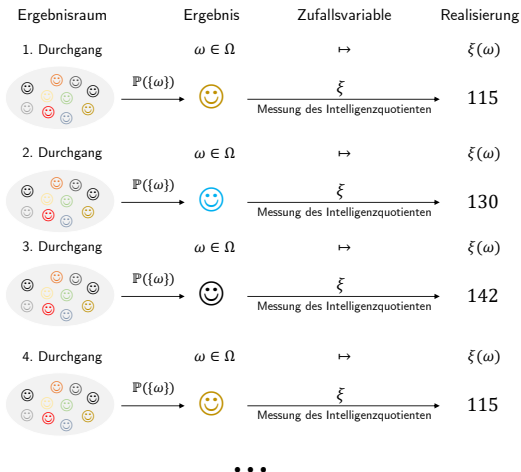 Ergebnisraum Ergebnis Zufallsvariable Realisierung
1. Durchgang ω ∈ Ω ↦ ξ(ω)
ℙ({ω}) ξ 115
Messung des Intelligenzquotienten
2. Durchgang ω ∈ Ω ↦ ξ(ω)
ℙ({ω}) ξ 130
Messung des Intelligenzquotienten
3. Durchgang ω ∈ Ω ↦ ξ(ω)
ℙ({ω}) ξ 142
Messung des Intelligenzquotienten
4. Durchgang ω ∈ Ω ↦ ξ(ω)
ℙ({ω}) ξ 115
Messung des Intelligenzquotienten
...